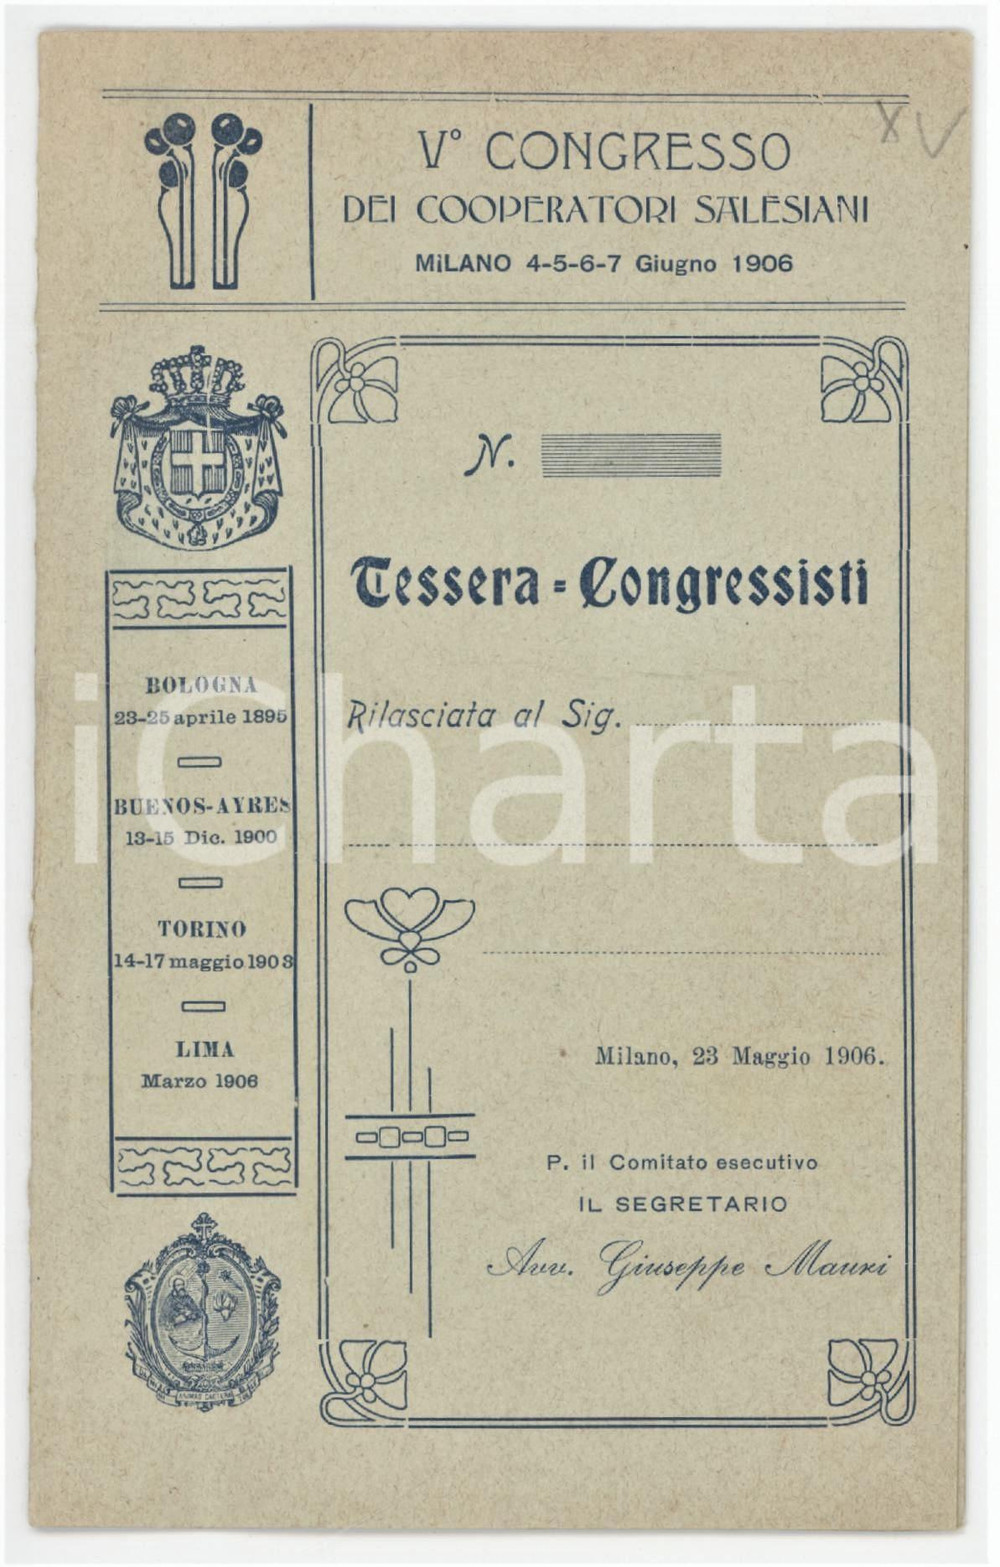 V° CONGRESSO
DEI COOPERATORI SALESIANI
MiLANO 4-5-6-7 Giugno 1906
XV
N.
Tessera=Congressisti
Rilasciata al Sig.
BOLOGNA
23-25 aprile 1895
BUENOS-AYRES
13-15 Dic. 1900
TORINO
14-17 maggio 1903
LIMA
Marzo 1906
Milano, 23 Maggio 1906.
P. il Comitato esecutivo
IL SEGRETARIO
Avv. Giuseppe Mauri
iCharta